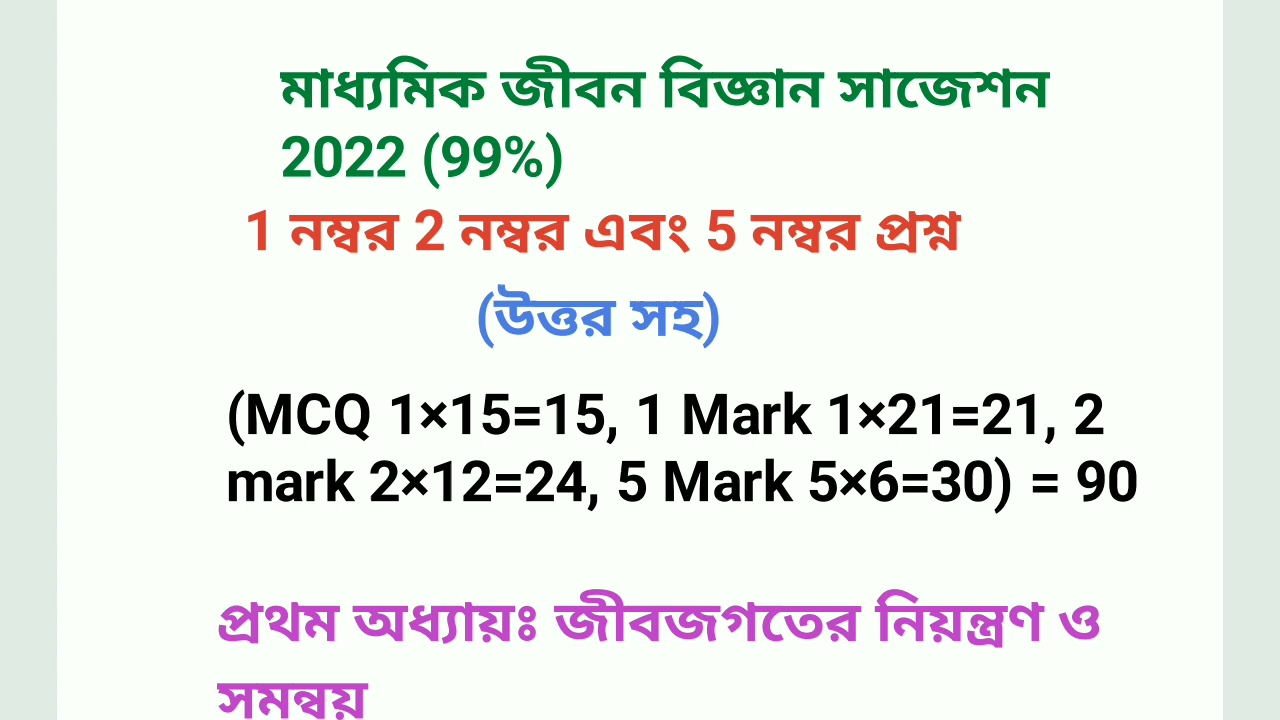 মাধ্যমিক জীবন বিজ্ঞান সাজেশন
2022 (99%)
1 নম্বর 2 নম্বর এবং 5 নম্বর প্রশ্ন
(উত্তর সহ)
(MCQ 1×15=15, 1 Mark 1×21=21, 2
mark 2×12=24, 5 Mark 5×6=30) = 90
প্রথম অধ্যায়ঃ জীবজগতের নিয়ন্ত্রণ ও
সমন্বয়